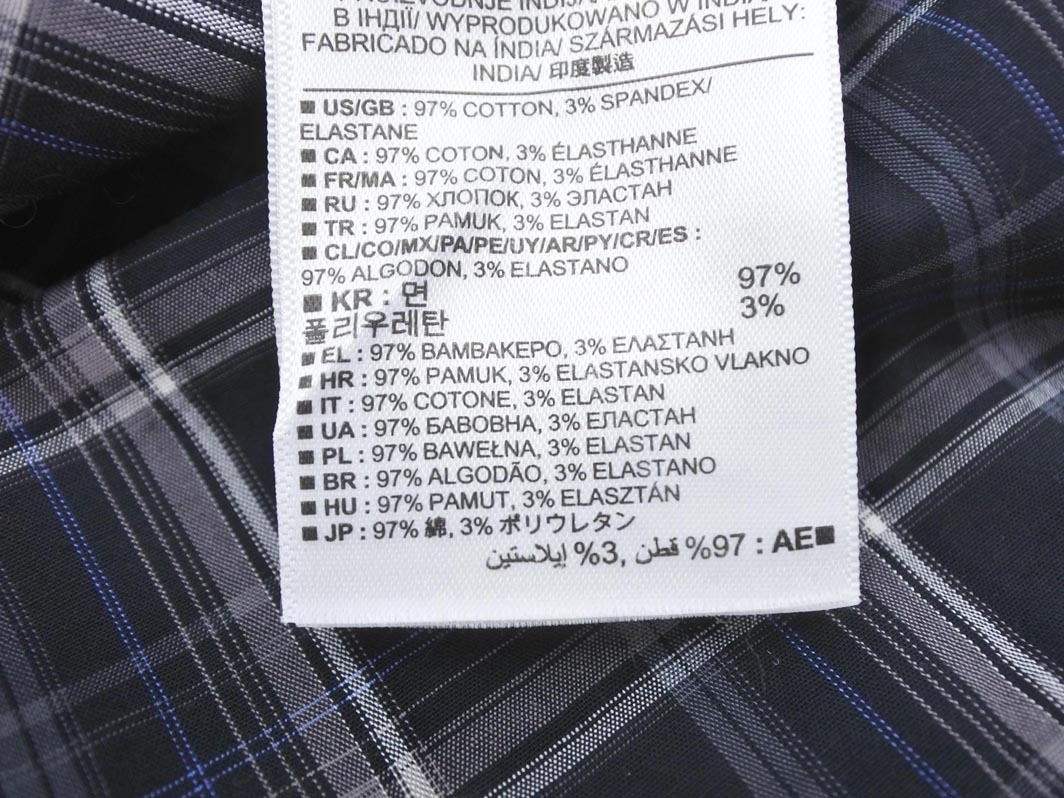 PROIZVODNJE INDIJA/
В ІНДІЇ/ WYPRODUKOWANO W INDIA/
FABRICADO NA ÍNDIA/ SZÁRMAZÁSI HELY:
INDIA/ 印度製造
■ US/GB : 97% COTTON, 3% SPANDEX/
ELASTANE
■ CA : 97% COTON, 3% ÉLASTHANNE
■ FR/MA : 97% COTON, 3% ÉLASTHANNE
■ RU : 97% ХЛОПОК, 3% ЭЛАСТАН
■ TR : 97% PAMUK, 3% ELASTAN
■ CL/CO/MX/PA/PE/UY/AR/PY/CR/ES :
97% ALGODON, 3% ELASTANO
■ KR : 면 97%
폴리우레탄 3%
■ EL : 97% ΒΑΜΒΑΚΕΡΟ, 3% ΕΛΑΣΤΑΝΗ
■ HR : 97% PAMUK, 3% ELASTANSKO VLAKNO
■ IT : 97% COTONE, 3% ELASTAN
■ UA : 97% БАВОВНА, 3% ЕЛАСТАН
■ PL : 97% BAWEŁNA, 3% ELASTAN
■ BR : 97% ALGODÃO, 3% ELASTANO
■ HU : 97% PAMUT, 3% ELASZTÁN
■ JP : 97% 綿, 3% ポリウレタン
■AE : 97% قطن ,3% إيلاستين